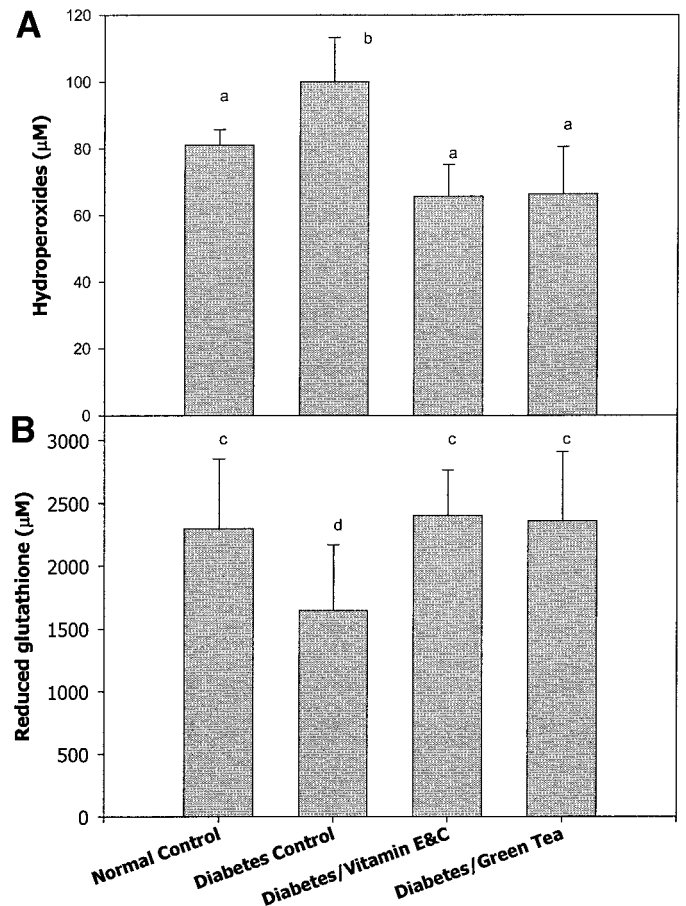 A
Hydroperoxides (μM)
120
100
80
60
40
20
0
a
b
a
a
B
Reduced glutathione (μM)
3000
2500
2000
1500
1000
500
0
c
d
c
c
Normal Control
Diabetes Control
Diabetes/Vitamin E&C
Diabetes/Green Tea